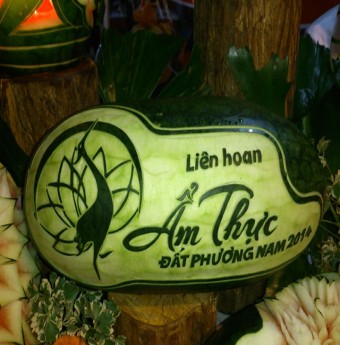 Liên hoan
Ẩm Thực
ĐẤT PHƯƠNG NAM 2014